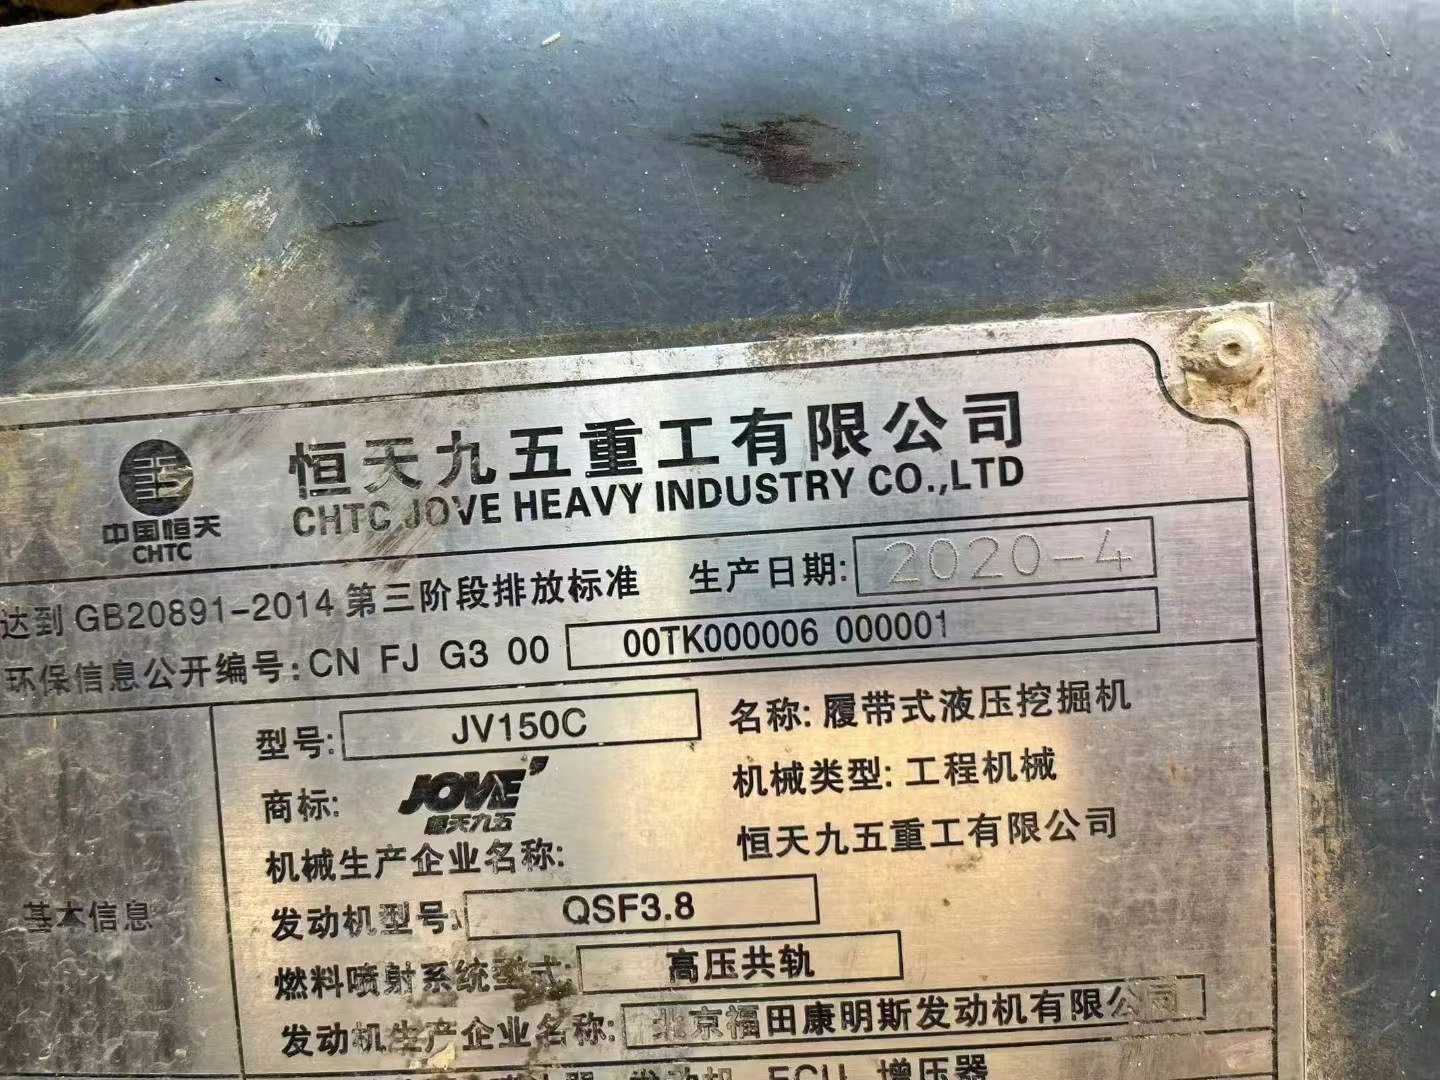 恒天九五重工有限公司
CHTC JOVE HEAVY INDUSTRY CO.,LTD
中国恒天
CHTC
达到 GB20891-2014 第三阶段排放标准 生产日期: 2020-4
环保信息公开编号: CN FJ G3 00 00TK000006 000001
基本信息
型号: JV150C 名称: 履带式液压挖掘机
商标: JOVE 恒天九五 机械类型: 工程机械
机械生产企业名称: 恒天九五重工有限公司
发动机型号: QSF3.8
燃料喷射系统型式: 高压共轨
发动机生产企业名称: 北京福田康明斯发动机有限公司
发动机 ECU 增压器